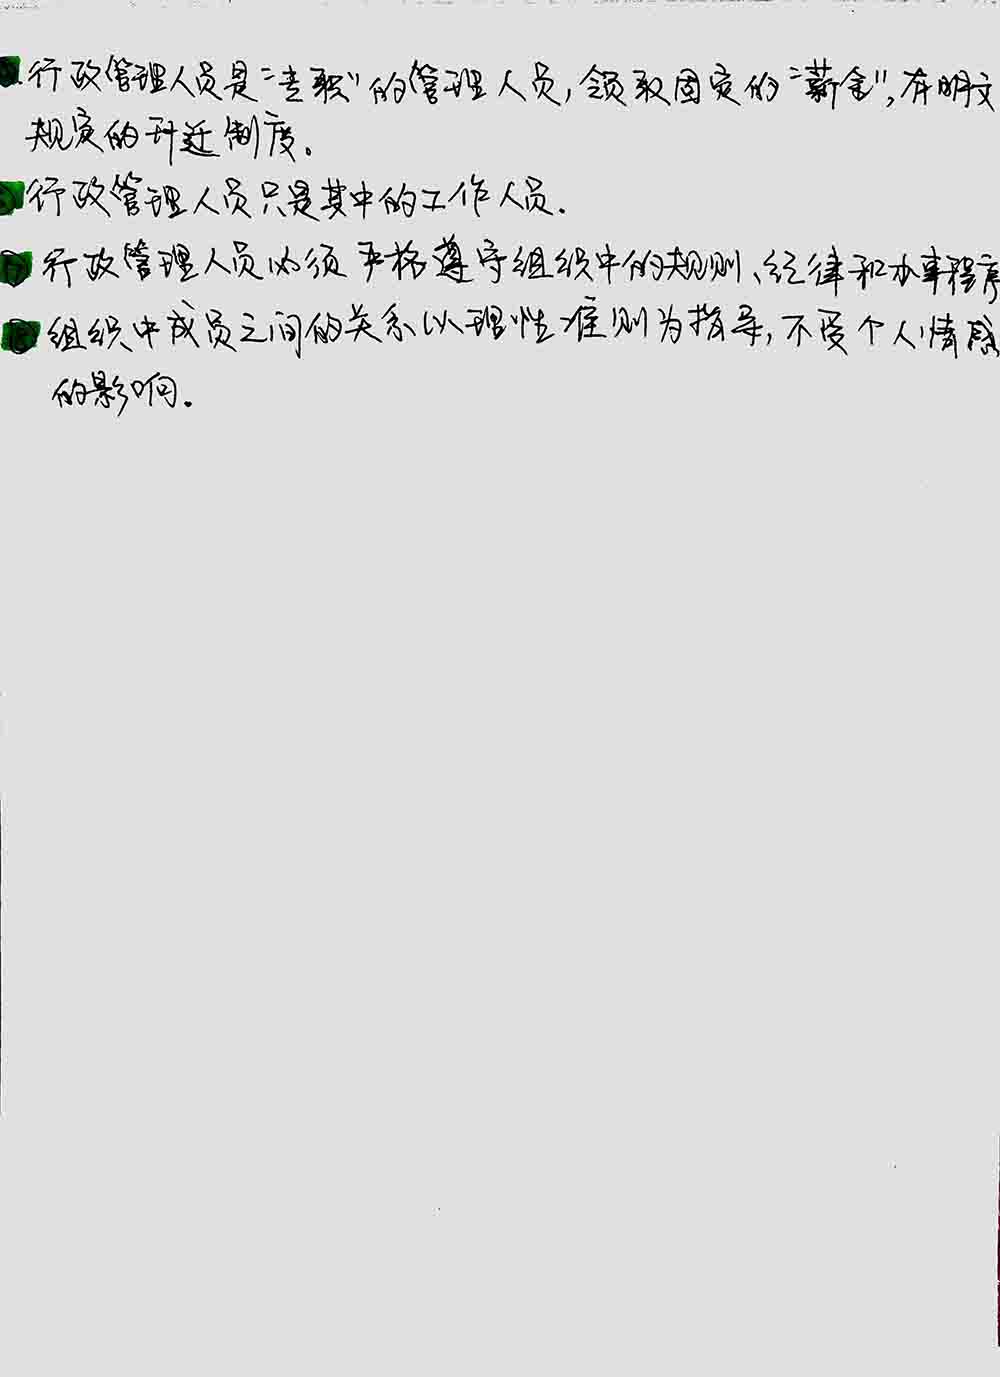 行政管理人员是“专职”的管理人员,领取固定的“薪金”,有明文
规定的升迁制度.
行政管理人员只是其中的工作人员.
行政管理人员必须严格遵守组织中的规则、纪律和办事程序
组织中成员之间的关系以理性准则为指导,不受个人情感
的影响.